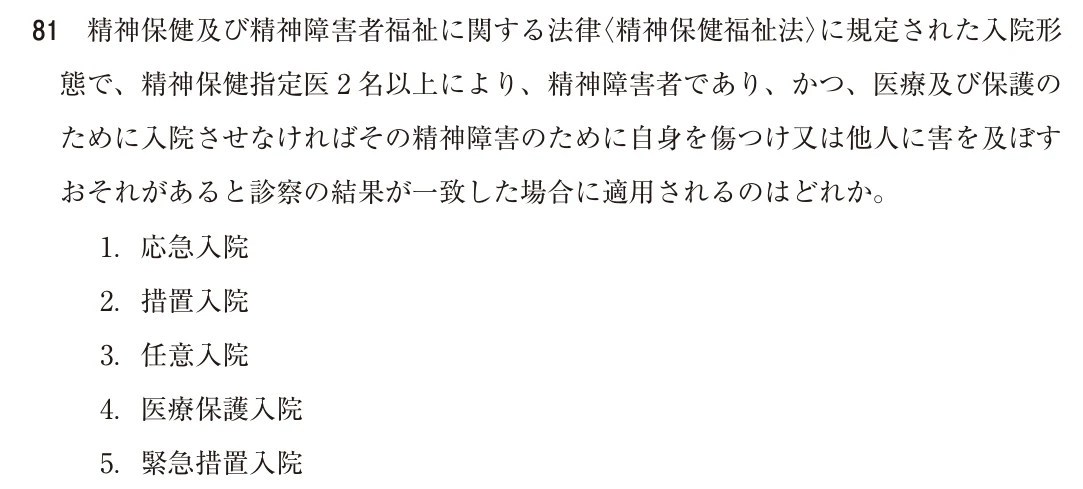 81 精神保健及び精神障害者福祉に関する法律〈精神保健福祉法〉に規定された入院形
態で、精神保健指定医2名以上により、精神障害者であり、かつ、医療及び保護の
ために入院させなければその精神障害のために自身を傷つけ又は他人に害を及ぼす
おそれがあると診察の結果が一致した場合に適用されるのはどれか。
1. 応急入院
2. 措置入院
3. 任意入院
4. 医療保護入院
5. 緊急措置入院